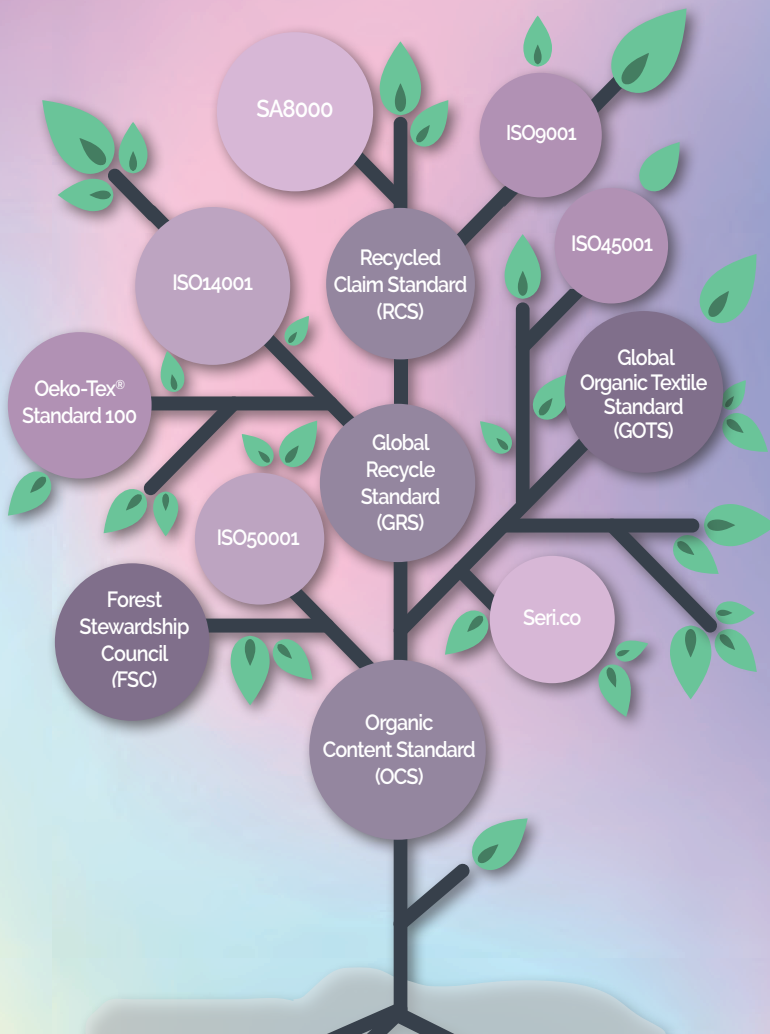 SA8000
ISO9001
ISO45001
Recycled
Claim Standard
(RCS)
ISO14001
Global
Organic Textile
Standard
(GOTS)
Oeko-Tex®
Standard 100
Global
Recycle
Standard
(GRS)
ISO50001
Forest
Stewardship
Council
(FSC)
Seri.co
Organic
Content Standard
(OCS)